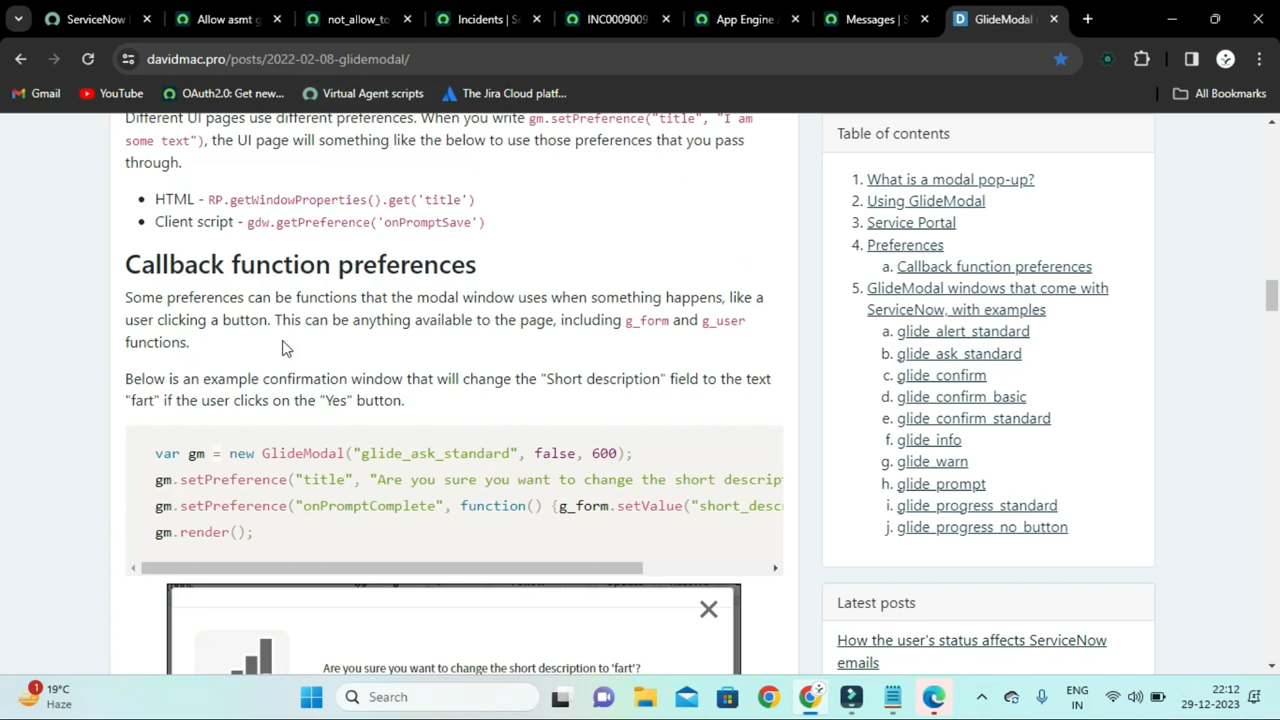 ServiceNow
Allow asmt
not_allow_to
Incidents | S
INC0009009
App Engine
Messages | S
GlideModal
davidmac.pro/posts/2022-02-08-glidemodal/
Gmail
YouTube
OAuth2.0: Get new...
Virtual Agent scripts
The Jira Cloud platf...
All Bookmarks
Different UI pages use different preferences. When you write gm.setPreference("title", "I am
some text"), the UI page will something like the below to use those preferences that you pass
through.
• HTML - RP.getWindowProperties().get('title')
• Client script - gdw.getPreference('onPromptSave')
Callback function preferences
Some preferences can be functions that the modal window uses when something happens, like a
user clicking a button. This can be anything available to the page, including g_form and g_user
functions.
Below is an example confirmation window that will change the "Short description" field to the text
"fart" if the user clicks on the "Yes" button.
var gm = new GlideModal("glide_ask_standard", false, 600);
gm.setPreference("title", "Are you sure you want to change the short descrip
gm.setPreference("onPromptComplete", function() {g_form.setValue("short_desc
gm.render();
Are you sure you want to change the short description to 'fart'?
Table of contents
1. What is a modal pop-up?
2. Using GlideModal
3. Service Portal
4. Preferences
a. Callback function preferences
5. GlideModal windows that come with
ServiceNow, with examples
a. glide_alert_standard
b. glide_ask_standard
c. glide_confirm
d. glide_confirm_basic
e. glide_confirm_standard
f. glide_info
g. glide_warn
h. glide_prompt
i. glide_progress_standard
j. glide_progress_no_button
Latest posts
How the user's status affects ServiceNow
emails
1
19°C
Haze
Search
ENG
IN
22:12
29-12-2023